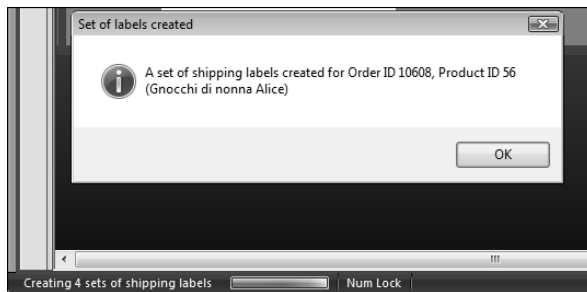 Set of labels created
A set of shipping labels created for Order ID 10608, Product ID 56
(Gnocchi di nonna Alice)
OK
Creating 4 sets of shipping labels Num Lock